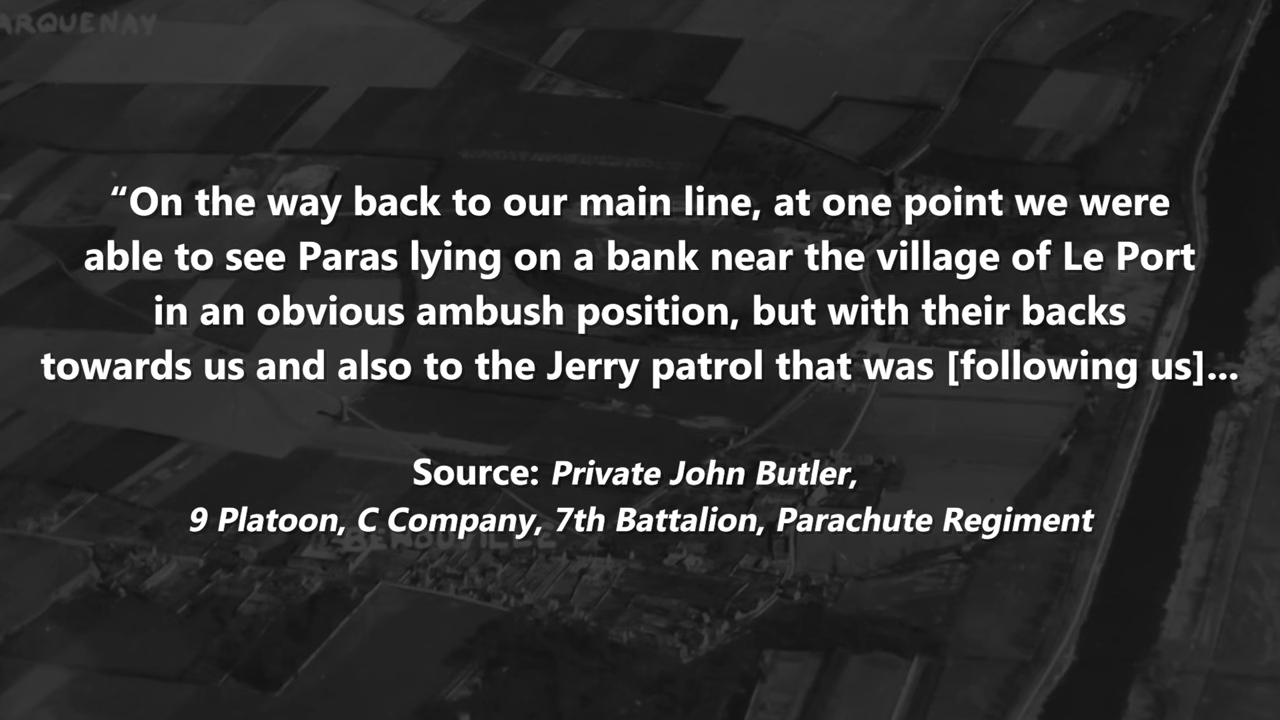 ARQUENAY
“On the way back to our main line, at one point we were
able to see Paras lying on a bank near the village of Le Port
in an obvious ambush position, but with their backs
towards us and also to the Jerry patrol that was [following us]...
Source: Private John Butler,
9 Platoon, C Company, 7th Battalion, Parachute Regiment
BENOUVILLE